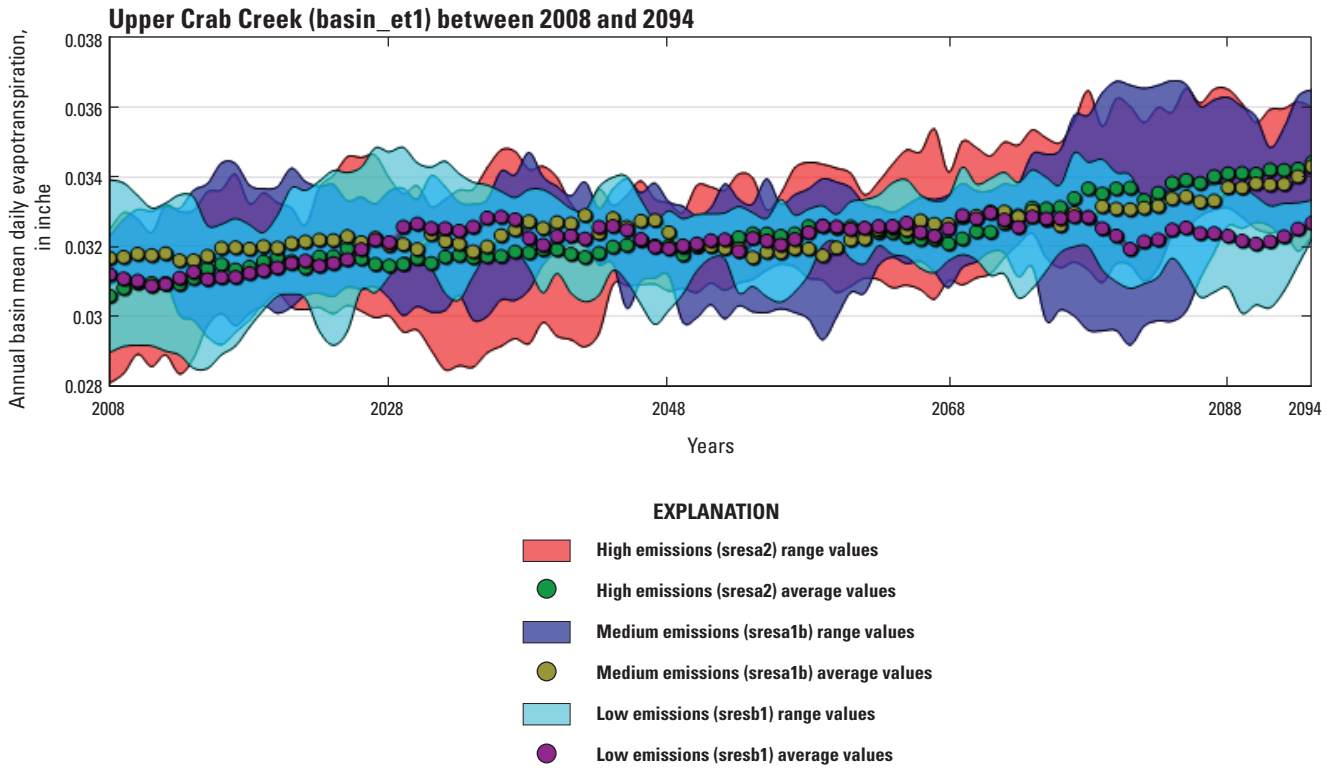 Upper Crab Creek (basin_et1) between 2008 and 2094
Annual basin mean daily evapotranspiration,
in inche
0.038
0.036
0.034
0.032
0.03
0.028
2008
2028
2048
2068
2088
2094
Years
EXPLANATION
High emissions (sresa2) range values
High emissions (sresa2) average values
Medium emissions (sresa1b) range values
Medium emissions (sresa1b) average values
Low emissions (sresb1) range values
Low emissions (sresb1) average values